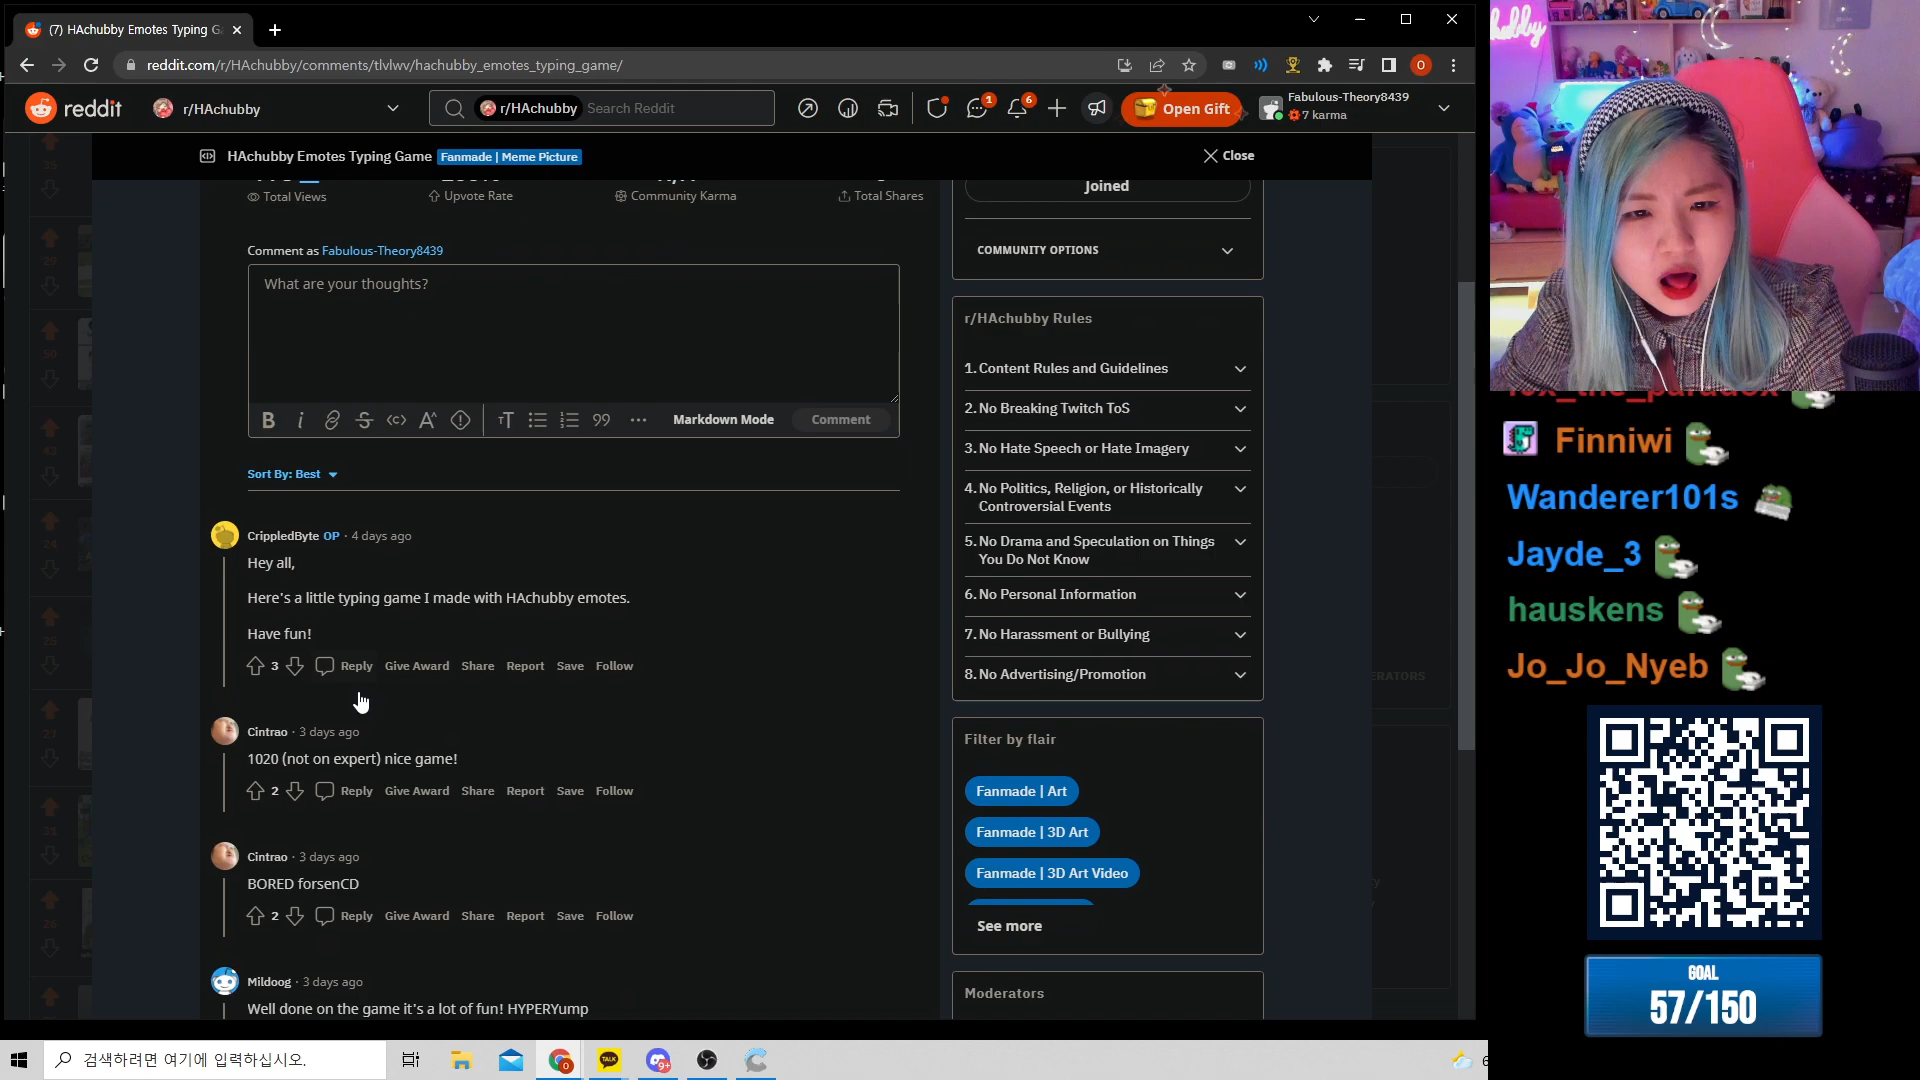 (7) HAchubby Emotes Typing G
reddit.com/r/HAchubby/comments/tlvlwv/hachubby_emotes_typing_game/
O
reddit
r/HAchubby
r/HAchubby Search Reddit
1
6
Open Gift
Fabulous-Theory8439
7 karma
HAchubby Emotes Typing Game Fanmade | Meme Picture
Close
Total Views
Upvote Rate
Community Karma
Total Shares
Joined
Comment as Fabulous-Theory8439
What are your thoughts?
COMMUNITY OPTIONS
Markdown Mode
Comment
Sort By: Best
r/HAchubby Rules
1. Content Rules and Guidelines
2. No Breaking Twitch ToS
3. No Hate Speech or Hate Imagery
4. No Politics, Religion, or Historically
Controversial Events
5. No Drama and Speculation on Things
You Do Not Know
6. No Personal Information
7. No Harassment or Bullying
8. No Advertising/Promotion
CrippledByte OP · 4 days ago
Hey all,
Here's a little typing game I made with HAchubby emotes.
Have fun!
3 Reply Give Award Share Report Save Follow
Cintrao · 3 days ago
1020 (not on expert) nice game!
2 Reply Give Award Share Report Save Follow
Cintrao · 3 days ago
BORED forsenCD
2 Reply Give Award Share Report Save Follow
Mildoog · 3 days ago
Well done on the game it's a lot of fun! HYPERYump
Filter by flair
Fanmade | Art
Fanmade | 3D Art
Fanmade | 3D Art Video
See more
Moderators
fox_the_paradox
Finniwi
Wanderer101s
Jayde_3
hauskens
Jo_Jo_Nyeb
GOAL
57/150
검색하려면 여기에 입력하십시오.
TALK
9+